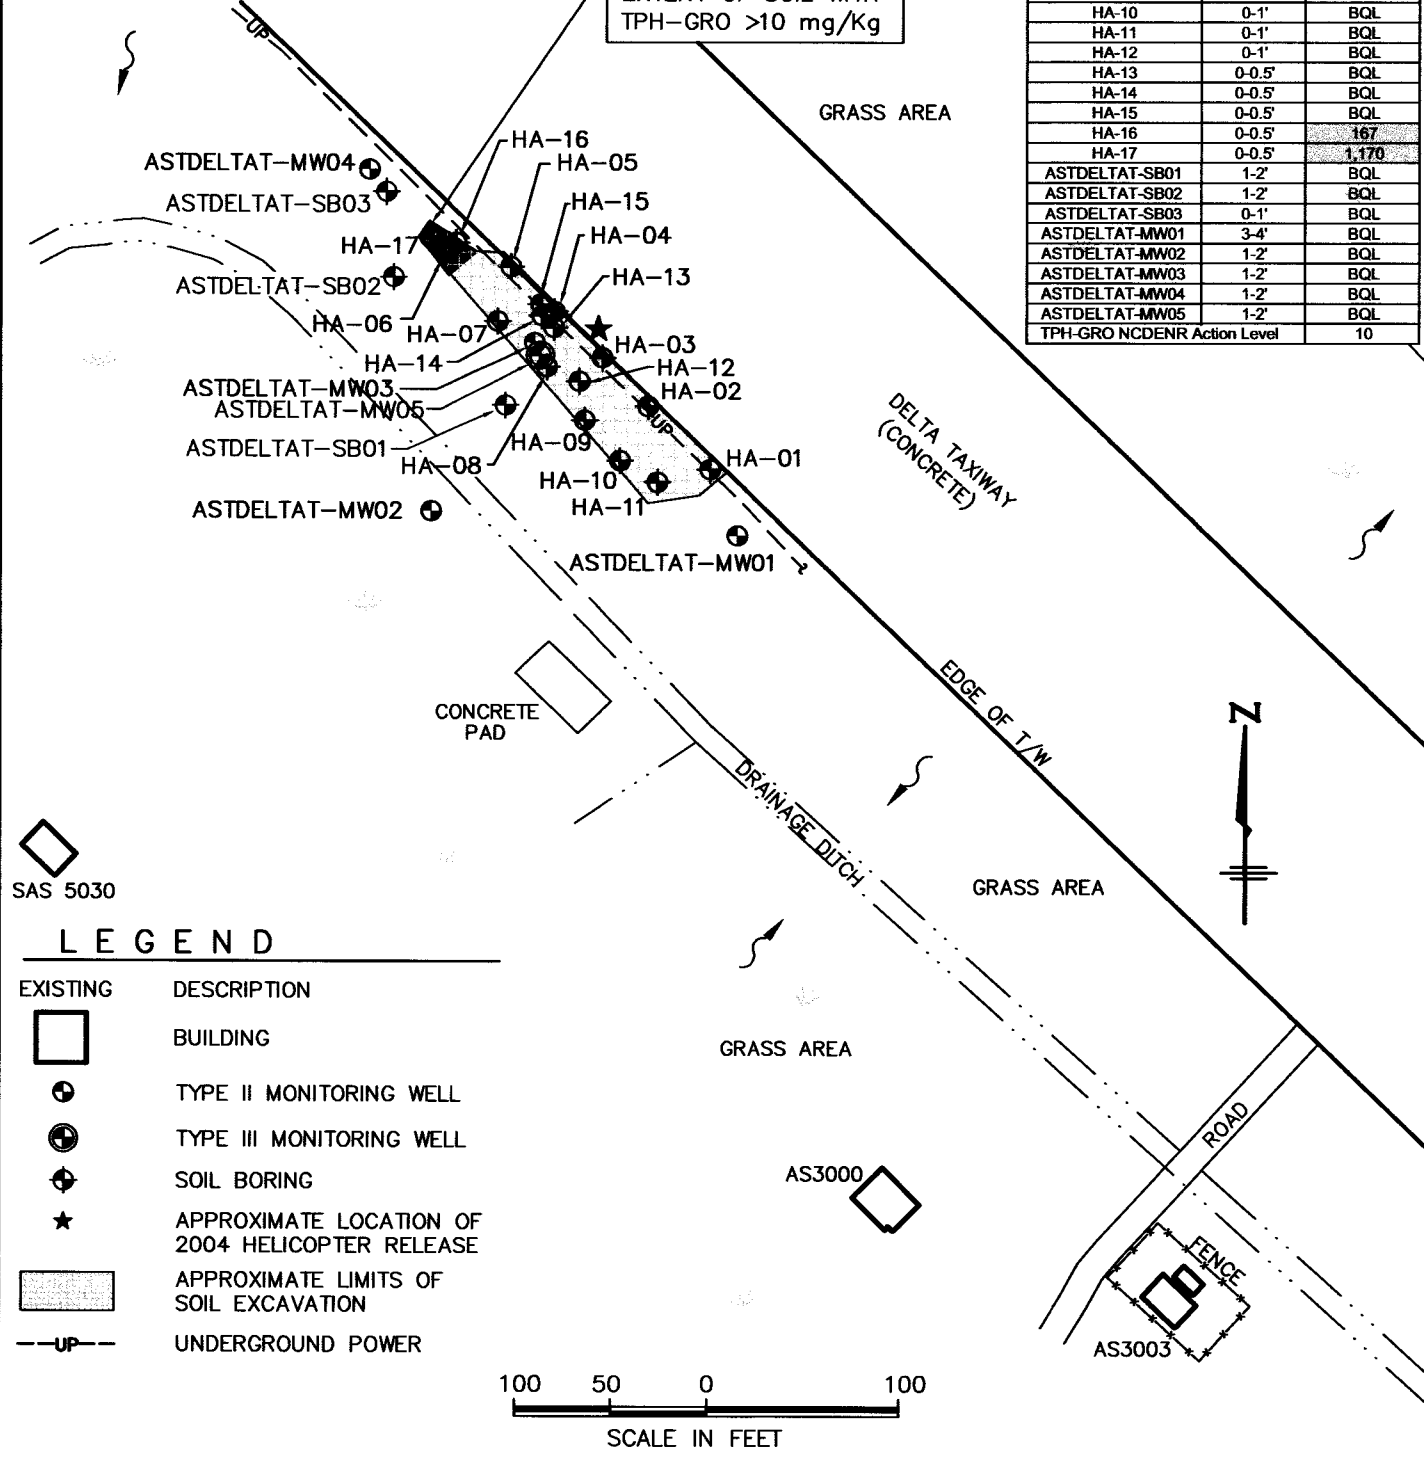 TPH-GRO >10 mg/Kg
HA-10 0-1' BQL
HA-11 0-1' BQL
HA-12 0-1' BQL
HA-13 0-0.5' BQL
HA-14 0-0.5' BQL
HA-15 0-0.5' BQL
HA-16 0-0.5' 167
HA-17 0-0.5' 1,170
ASTDELTAT-SB01 1-2' BQL
ASTDELTAT-SB02 1-2' BQL
ASTDELTAT-SB03 0-1' BQL
ASTDELTAT-MW01 3-4' BQL
ASTDELTAT-MW02 1-2' BQL
ASTDELTAT-MW03 1-2' BQL
ASTDELTAT-MW04 1-2' BQL
ASTDELTAT-MW05 1-2' BQL
TPH-GRO NCDENR Action Level 10
UP
GRASS AREA
HA-16
ASTDELTAT-MW04
HA-05
ASTDELTAT-SB03
HA-15
HA-17
HA-04
ASTDELTAT-SB02
HA-13
HA-06
HA-07
HA-03
HA-14
HA-12
ASTDELTAT-MW03
HA-02
ASTDELTAT-MW05
UP
ASTDELTAT-SB01
HA-09
HA-08
HA-01
HA-10
HA-11
ASTDELTAT-MW02
ASTDELTAT-MW01
DELTA TAXIWAY
(CONCRETE)
CONCRETE
PAD
EDGE OF T/W
N
DRAINAGE DITCH
SAS 5030
GRASS AREA
GRASS AREA
ROAD
AS3000
FENCE
AS3003
LEGEND
EXISTING DESCRIPTION
BUILDING
TYPE II MONITORING WELL
TYPE III MONITORING WELL
SOIL BORING
APPROXIMATE LOCATION OF
2004 HELICOPTER RELEASE
APPROXIMATE LIMITS OF
SOIL EXCAVATION
UP UNDERGROUND POWER
100 50 0 100
SCALE IN FEET